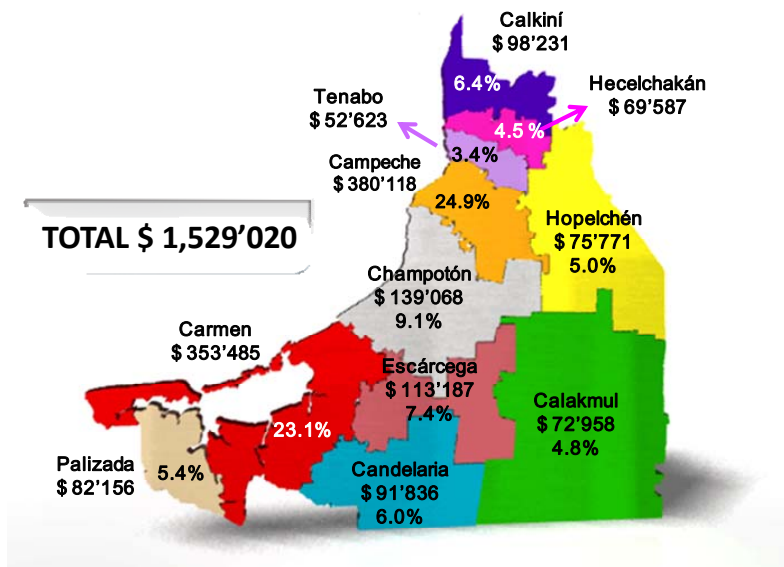 Calkiní
$ 98'231
6.4%
Hecelchakán
$ 69'587
4.5 %
Tenabo
$ 52'623
3.4%
Campeche
$ 380'118
24.9%
TOTAL $ 1,529'020
Hopelchén
$ 75'771
5.0%
Champotón
$ 139'068
9.1%
Carmen
$ 353'485
23.1%
Escárcega
$ 113'187
7.4%
Calakmul
$ 72'958
4.8%
Palizada
$ 82'156
5.4%
Candelaria
$ 91'836
6.0%